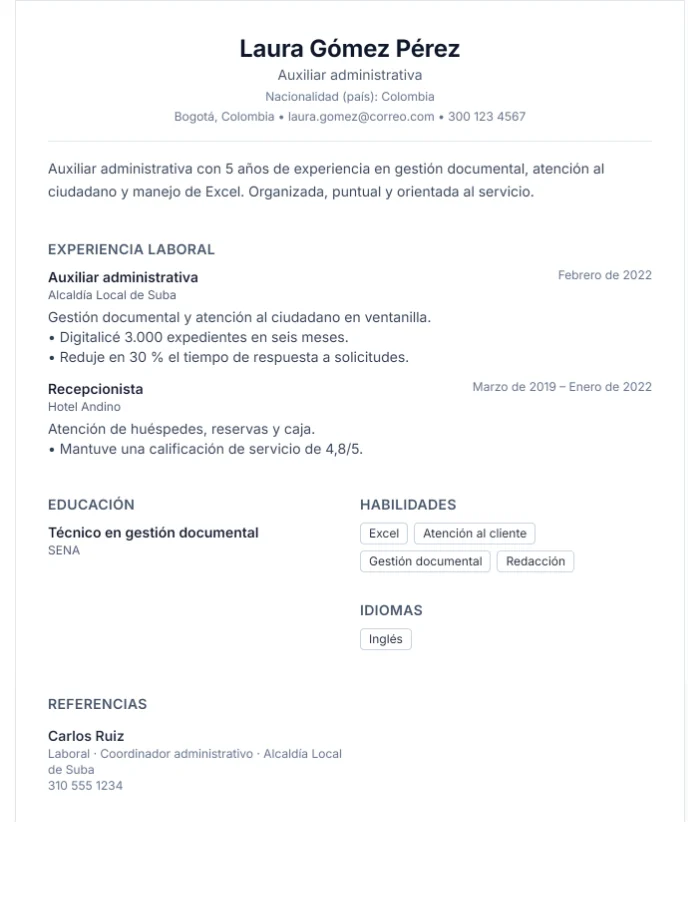 Laura Gómez Pérez
Auxiliar administrativa
Nacionalidad (país): Colombia
Bogotá, Colombia • laura.gomez@correo.com • 300 123 4567
Auxiliar administrativa con 5 años de experiencia en gestión documental, atención al
ciudadano y manejo de Excel. Organizada, puntual y orientada al servicio.
EXPERIENCIA LABORAL
Auxiliar administrativa
Febrero de 2022
Alcaldía Local de Suba
Gestión documental y atención al ciudadano en ventanilla.
• Digitalicé 3.000 expedientes en seis meses.
• Reduje en 30 % el tiempo de respuesta a solicitudes.
Recepcionista
Marzo de 2019 – Enero de 2022
Hotel Andino
Atención de huéspedes, reservas y caja.
• Mantuve una calificación de servicio de 4,8/5.
EDUCACIÓN
Técnico en gestión documental
SENA
HABILIDADES
Excel
Atención al cliente
Gestión documental
Redacción
IDIOMAS
Inglés
REFERENCIAS
Carlos Ruiz
Laboral · Coordinador administrativo · Alcaldía Local
de Suba
310 555 1234